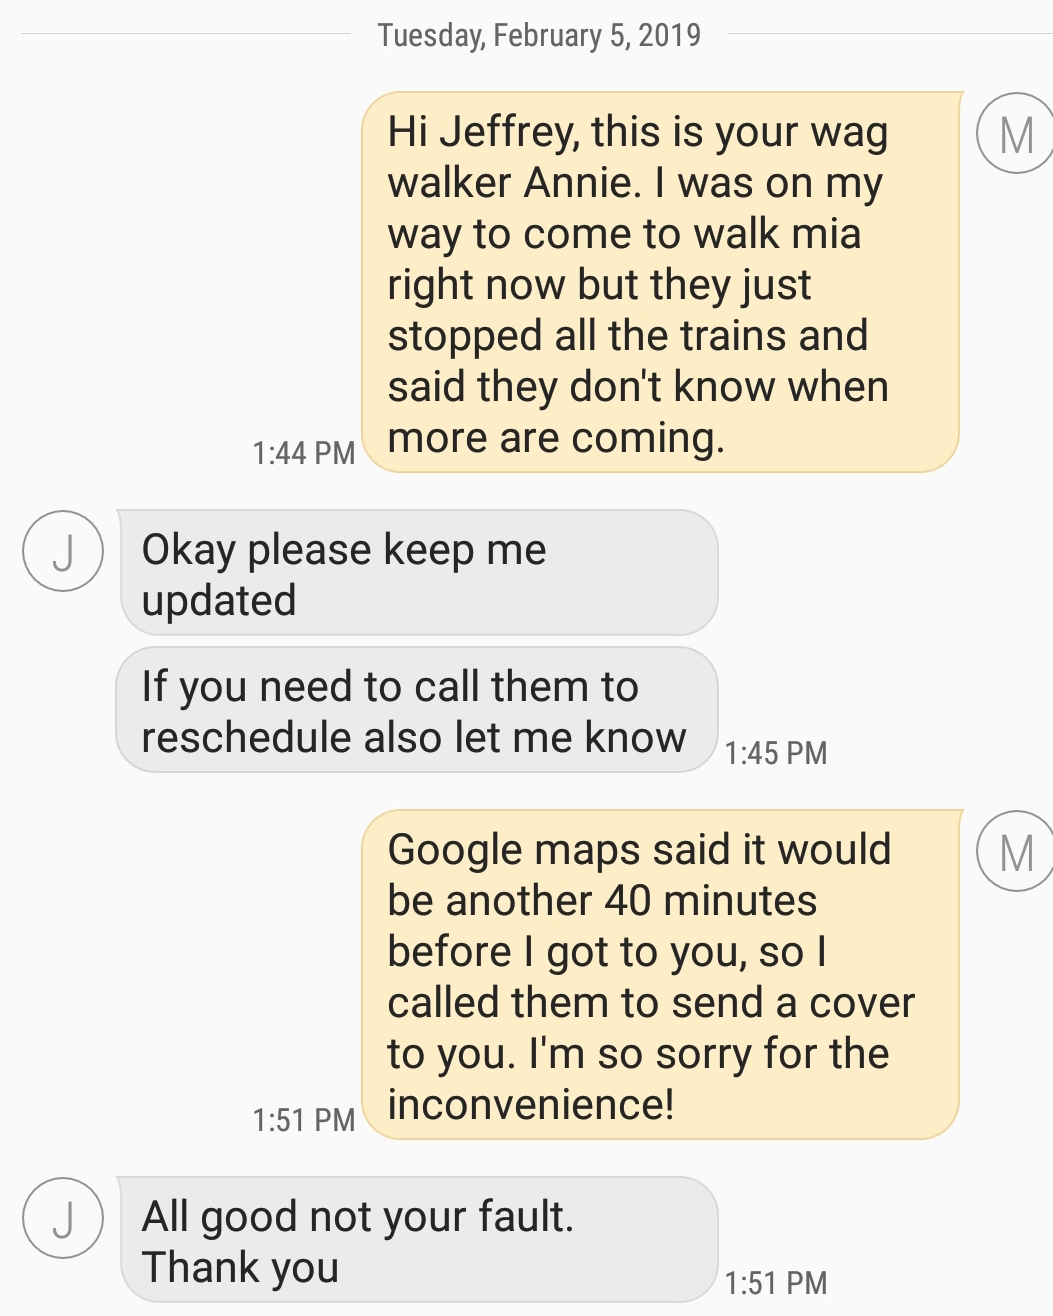 Tuesday, February 5, 2019
Hi Jeffrey, this is your wag
walker Annie. I was on my
way to come to walk mia
right now but they just
stopped all the trains and
said they don't know when
more are coming.
M
1:44 PM
J
Okay please keep me
updated
If you need to call them to
reschedule also let me know
1:45 PM
Google maps said it would
be another 40 minutes
before I got to you, so I
called them to send a cover
to you. I'm so sorry for the
inconvenience!
M
1:51 PM
J
All good not your fault.
Thank you
1:51 PM